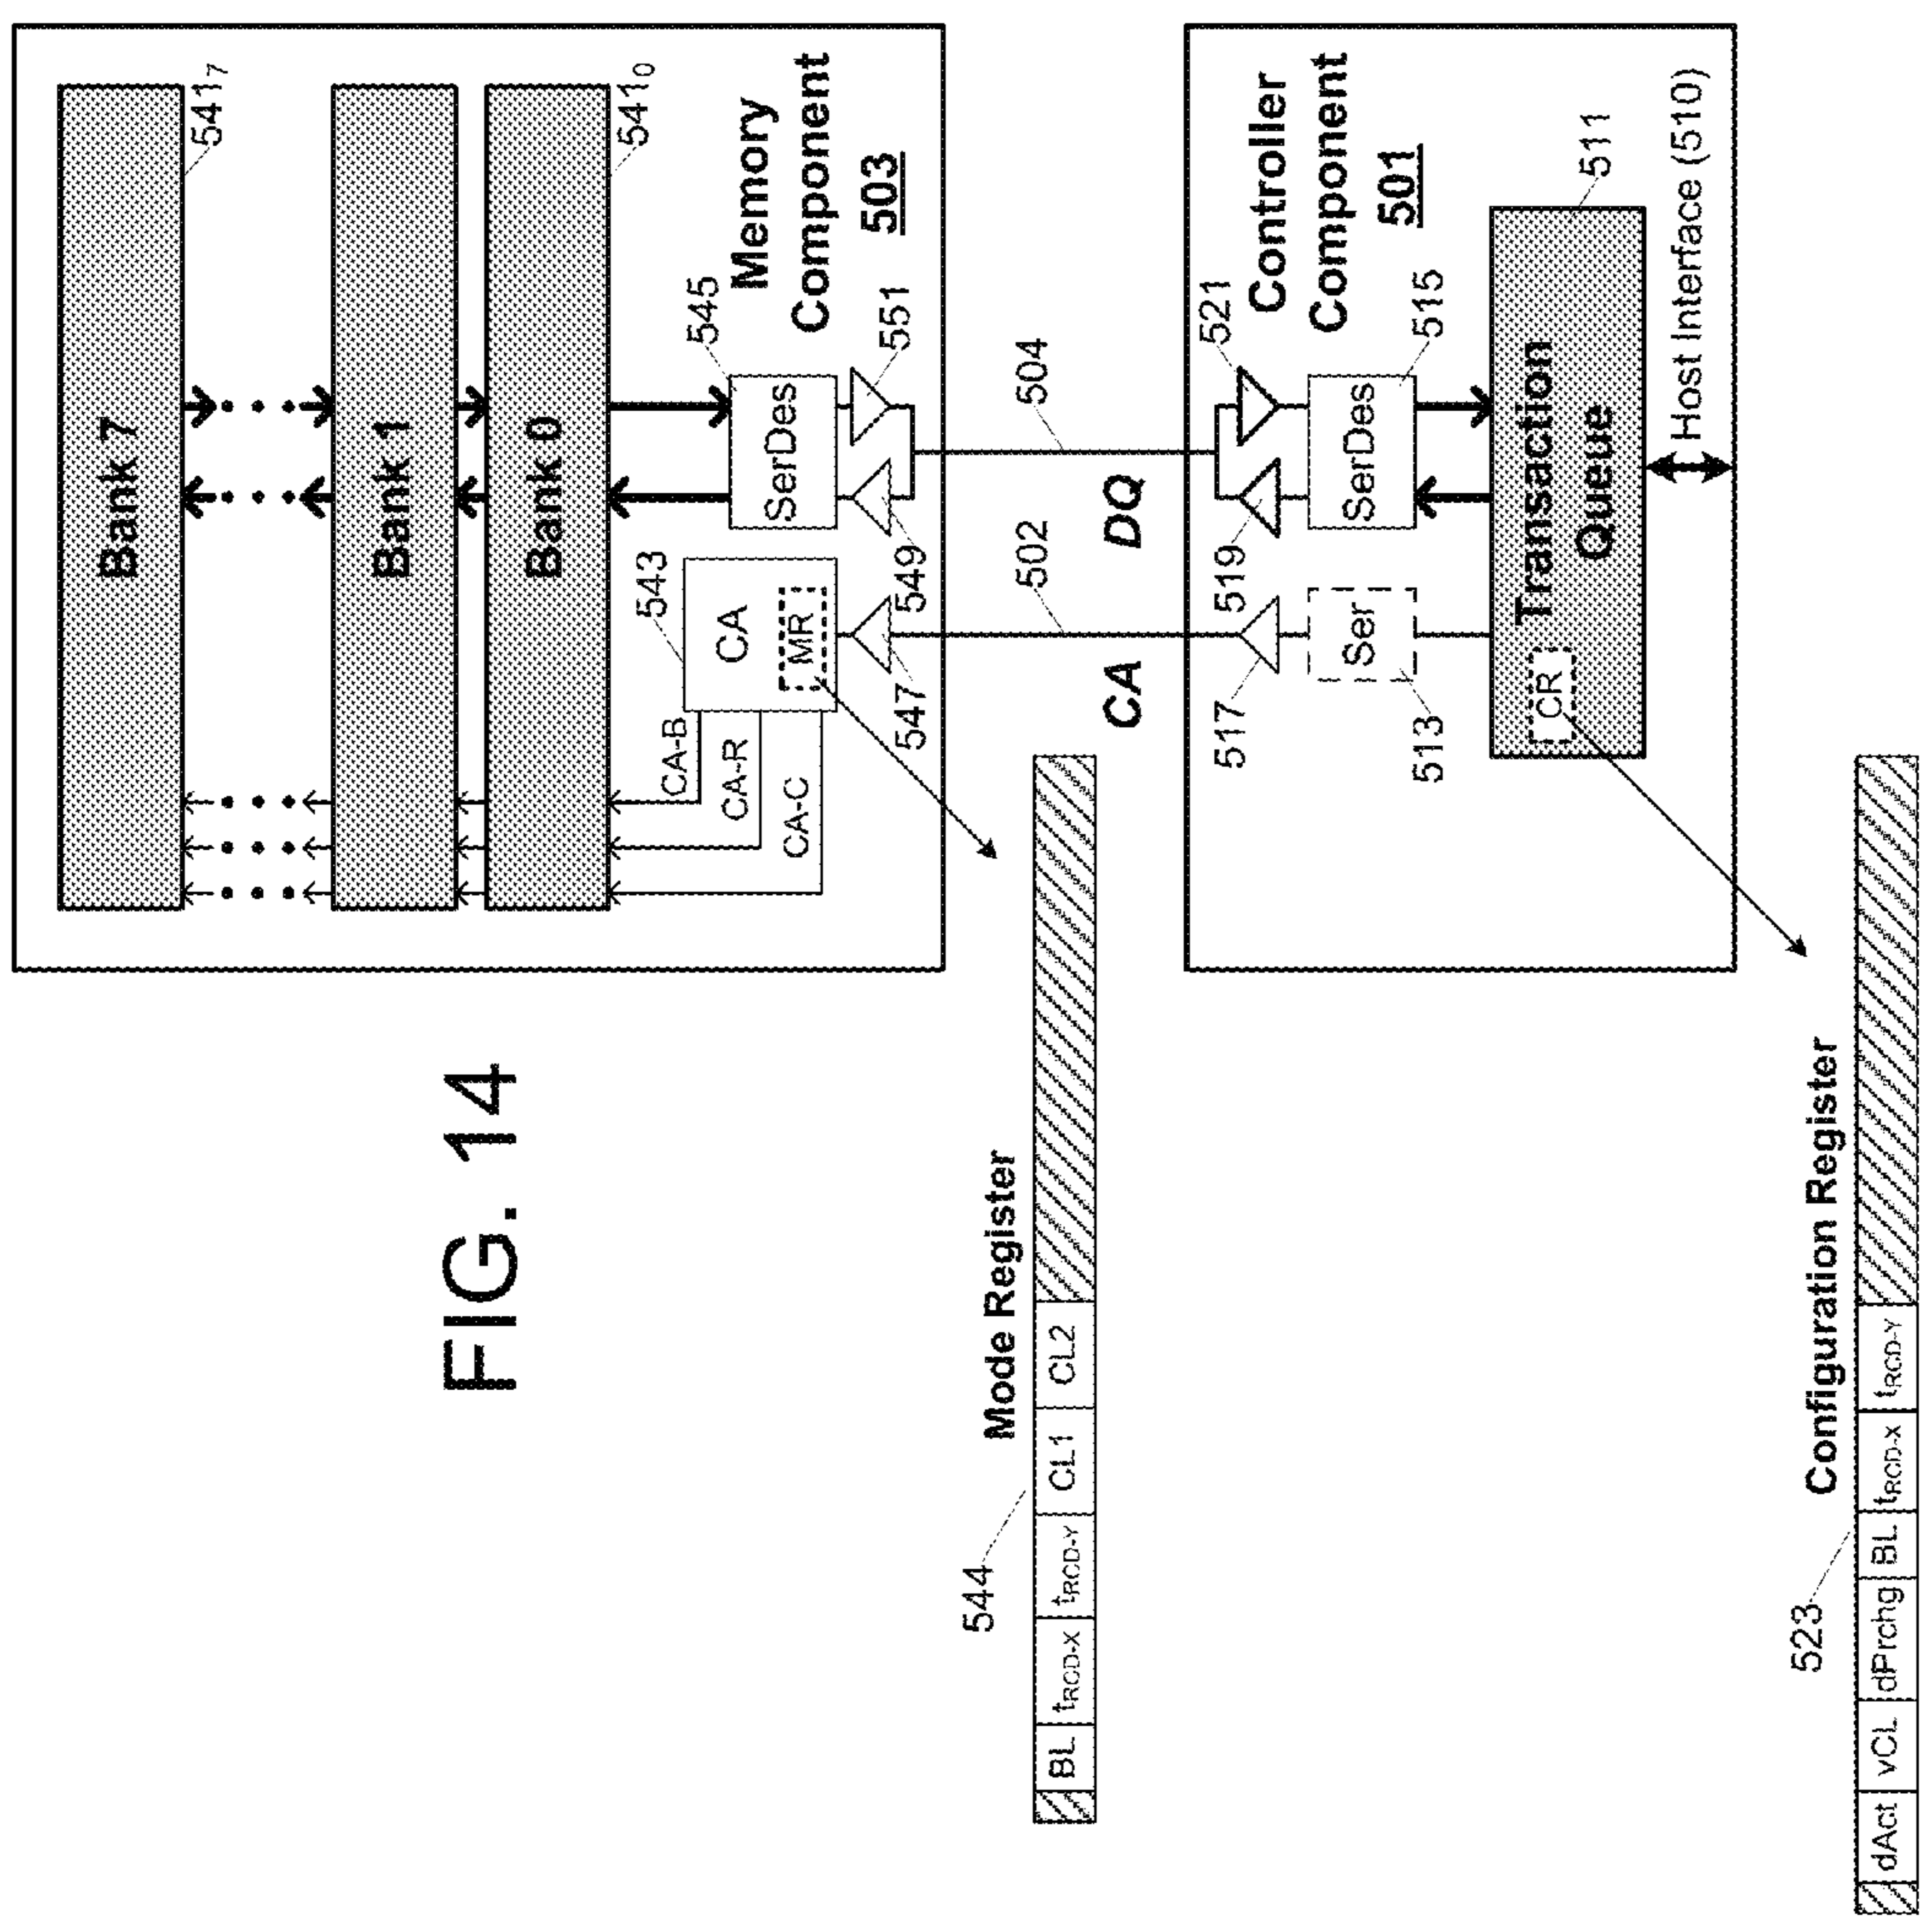 FIG. 14
Bank 7
541₇
Bank 1
Bank 0
541₀
543
CA
MR
CA-B
CA-R
CA-C
545
SerDes
Memory
Component
503
547
549
551
544
Mode Register
BL tRCD-X tRCD-Y CL1 CL2
CA
502
DQ
504
517
519
521
Controller
Component
501
513
Ser
SerDes
515
CR
Transaction
Queue
511
Host Interface (510)
523
Configuration Register
dAct vCL dPrchg BL tRCD-X tRCD-Y